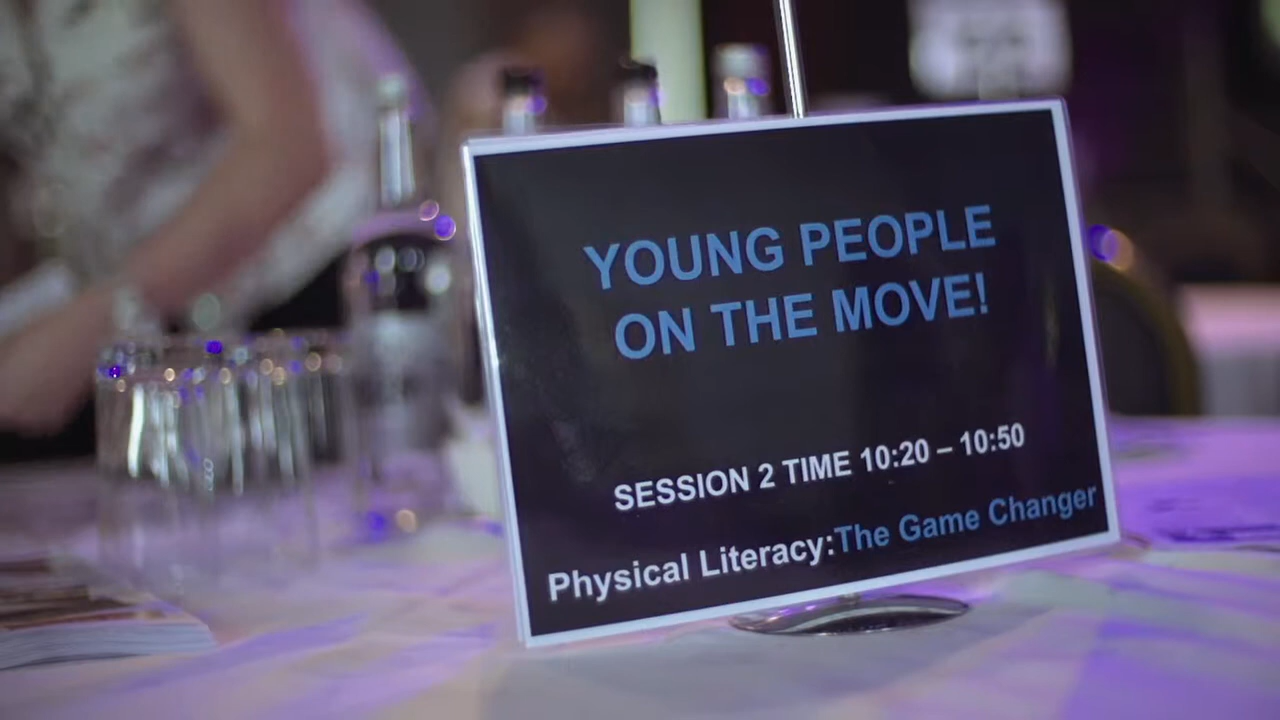 YOUNG PEOPLE
ON THE MOVE!
SESSION 2 TIME 10:20 – 10:50
Physical Literacy:The Game Changer